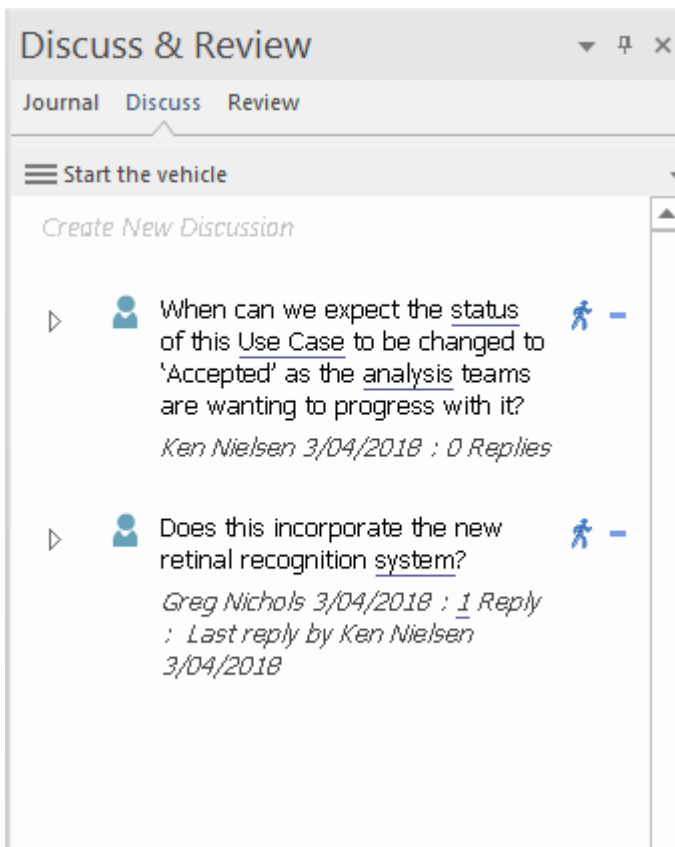 Discuss & Review
Journal Discuss Review
Start the vehicle
Create New Discussion
When can we expect the status
of this Use Case to be changed to
'Accepted' as the analysis teams
are wanting to progress with it?
Ken Nielsen 3/04/2018 : 0 Replies
Does this incorporate the new
retinal recognition system?
Greg Nichols 3/04/2018 : 1 Reply
: Last reply by Ken Nielsen
3/04/2018